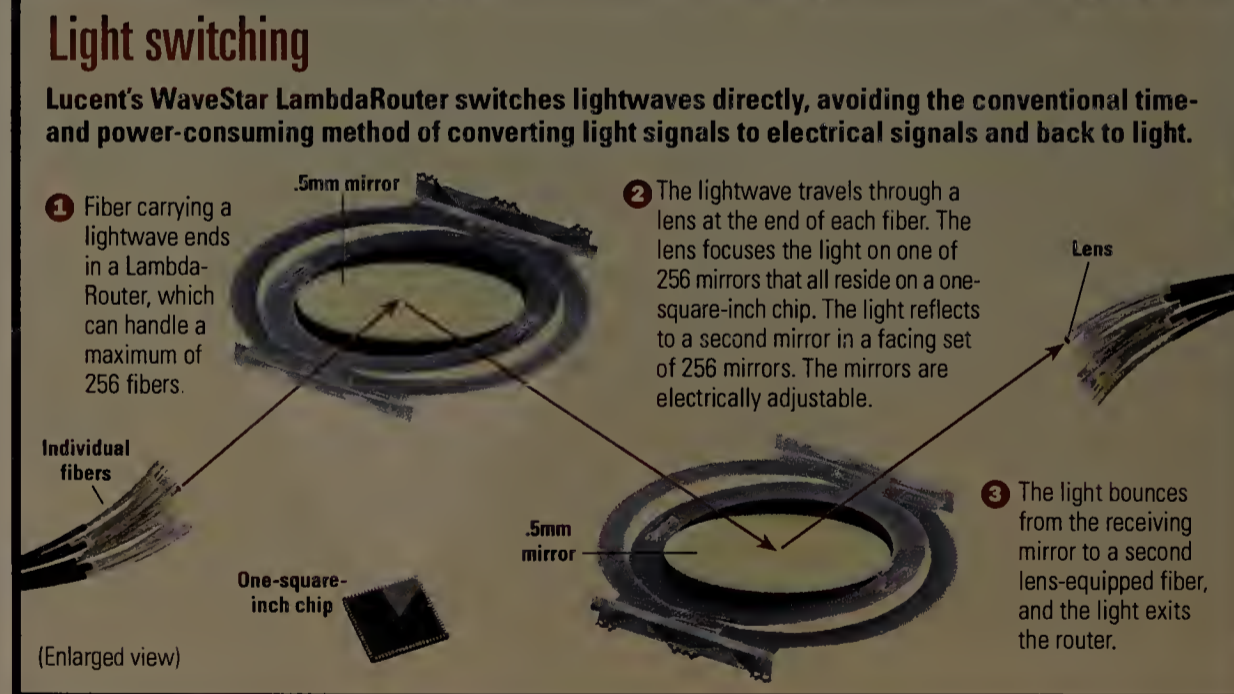 Light switching
Lucent's WaveStar LambdaRouter switches lightwaves directly, avoiding the conventional time-
and power-consuming method of converting light signals to electrical signals and back to light.
.5mm mirror
1 Fiber carrying a
lightwave ends
in a Lambda-
Router, which
can handle a
maximum of
256 fibers.
2 The lightwave travels through a
lens at the end of each fiber. The
lens focuses the light on one of
256 mirrors that all reside on a one-
square-inch chip. The light reflects
to a second mirror in a facing set
of 256 mirrors. The mirrors are
electrically adjustable.
Lens
Individual
fibers
.5mm
mirror
3 The light bounces
from the receiving
mirror to a second
lens-equipped fiber,
and the light exits
the router.
One-square-
inch chip
(Enlarged view)